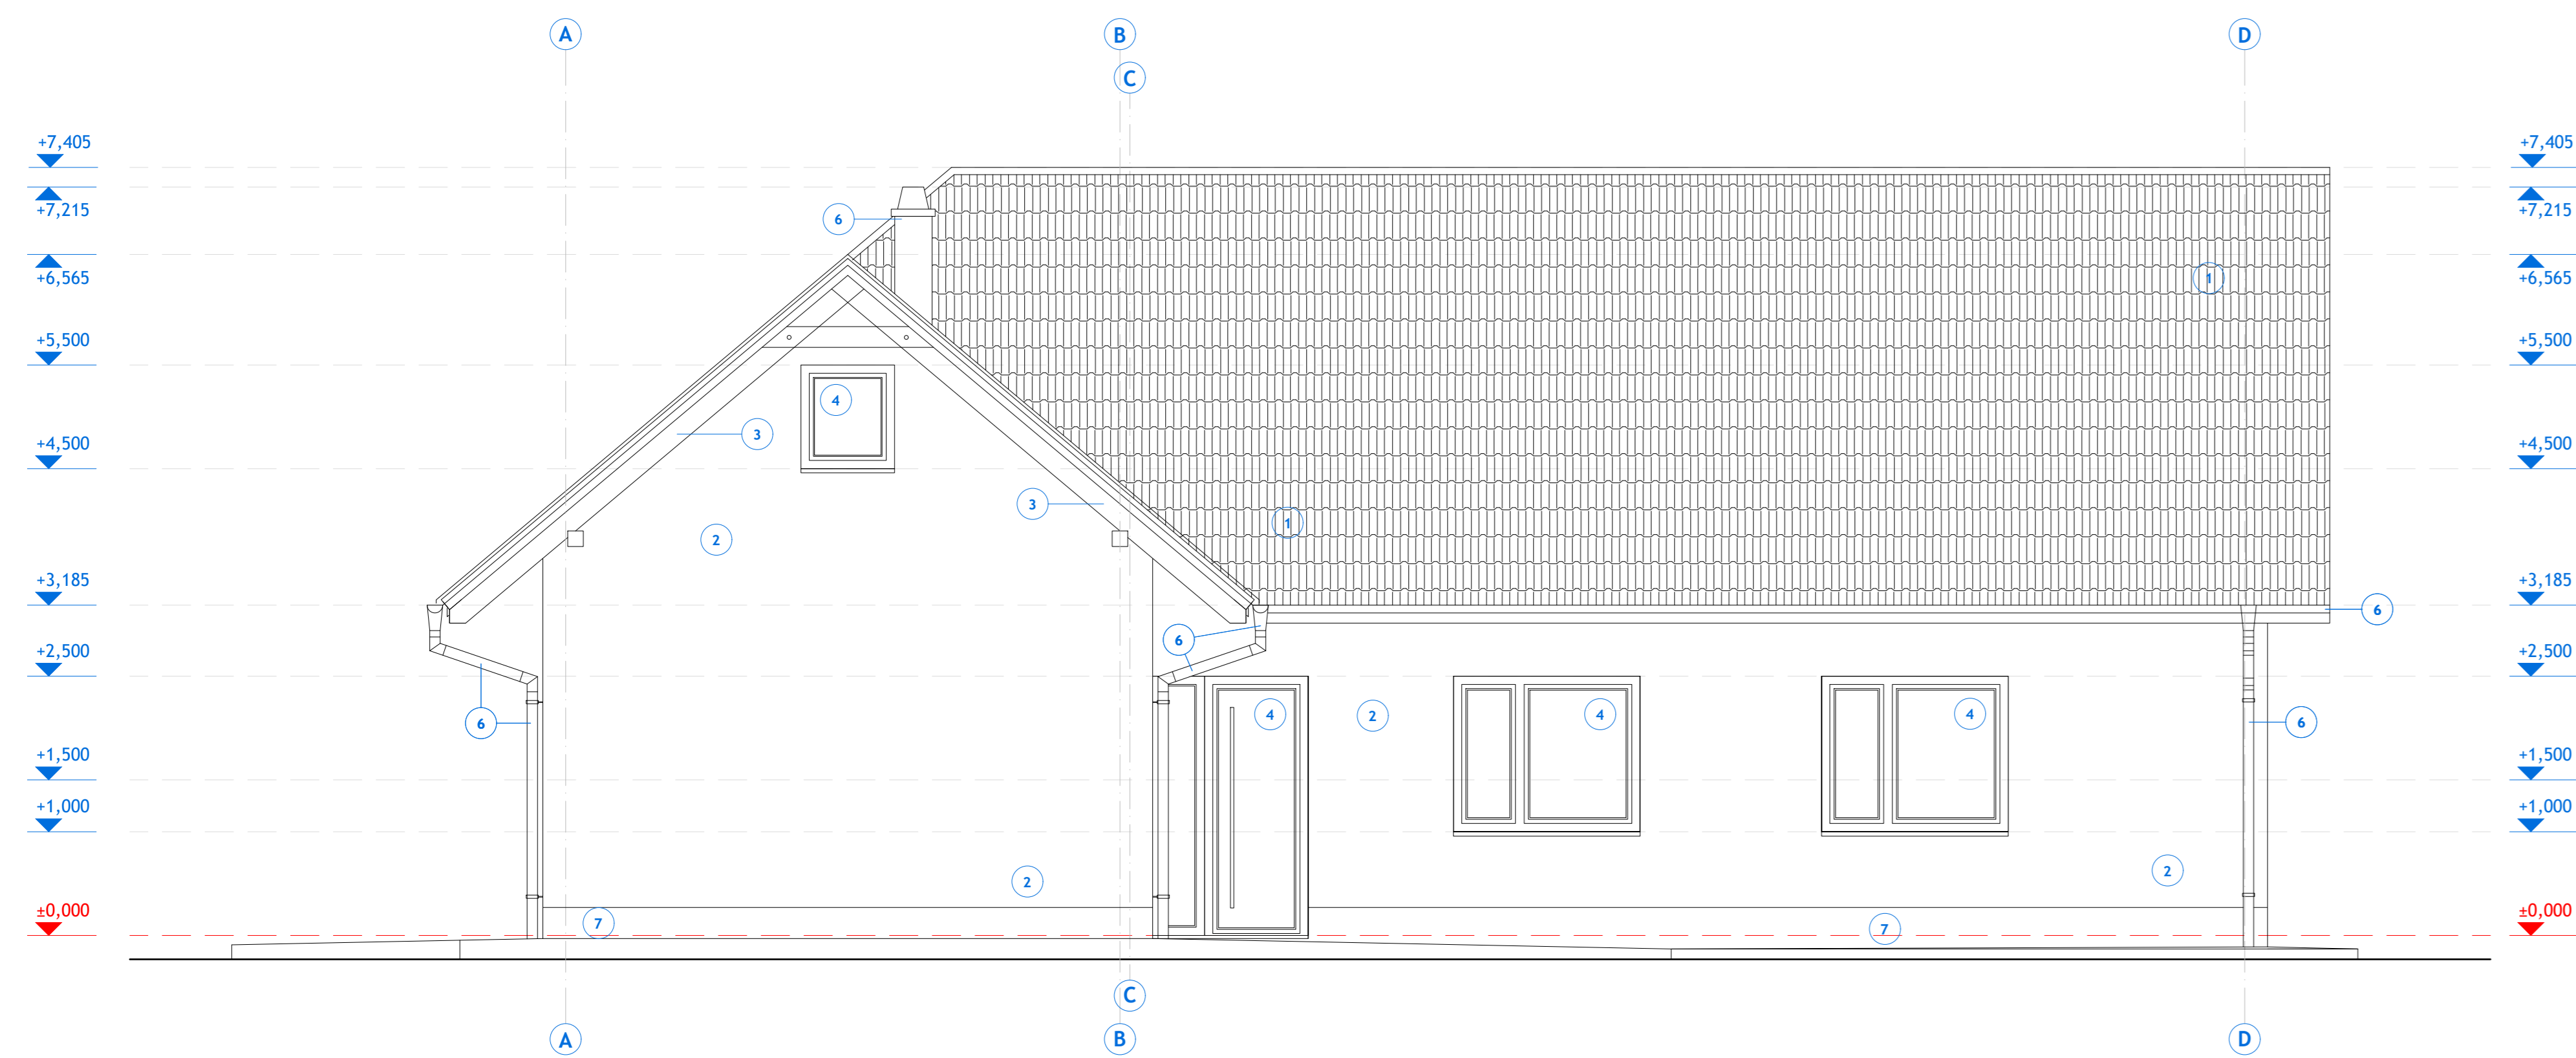 A B D
C
+7,405 +7,405
+7,215 6 +7,215
+6,565 1 +6,565
+5,500 +5,500
4
3
+4,500 +4,500
3
1
2
+3,185 +3,185
6
6
+2,500 +2,500
4 2 4 4
6 6
+1,500 +1,500
+1,000 +1,000
2
2
±0,000 ±0,000
7 7
C
A B D